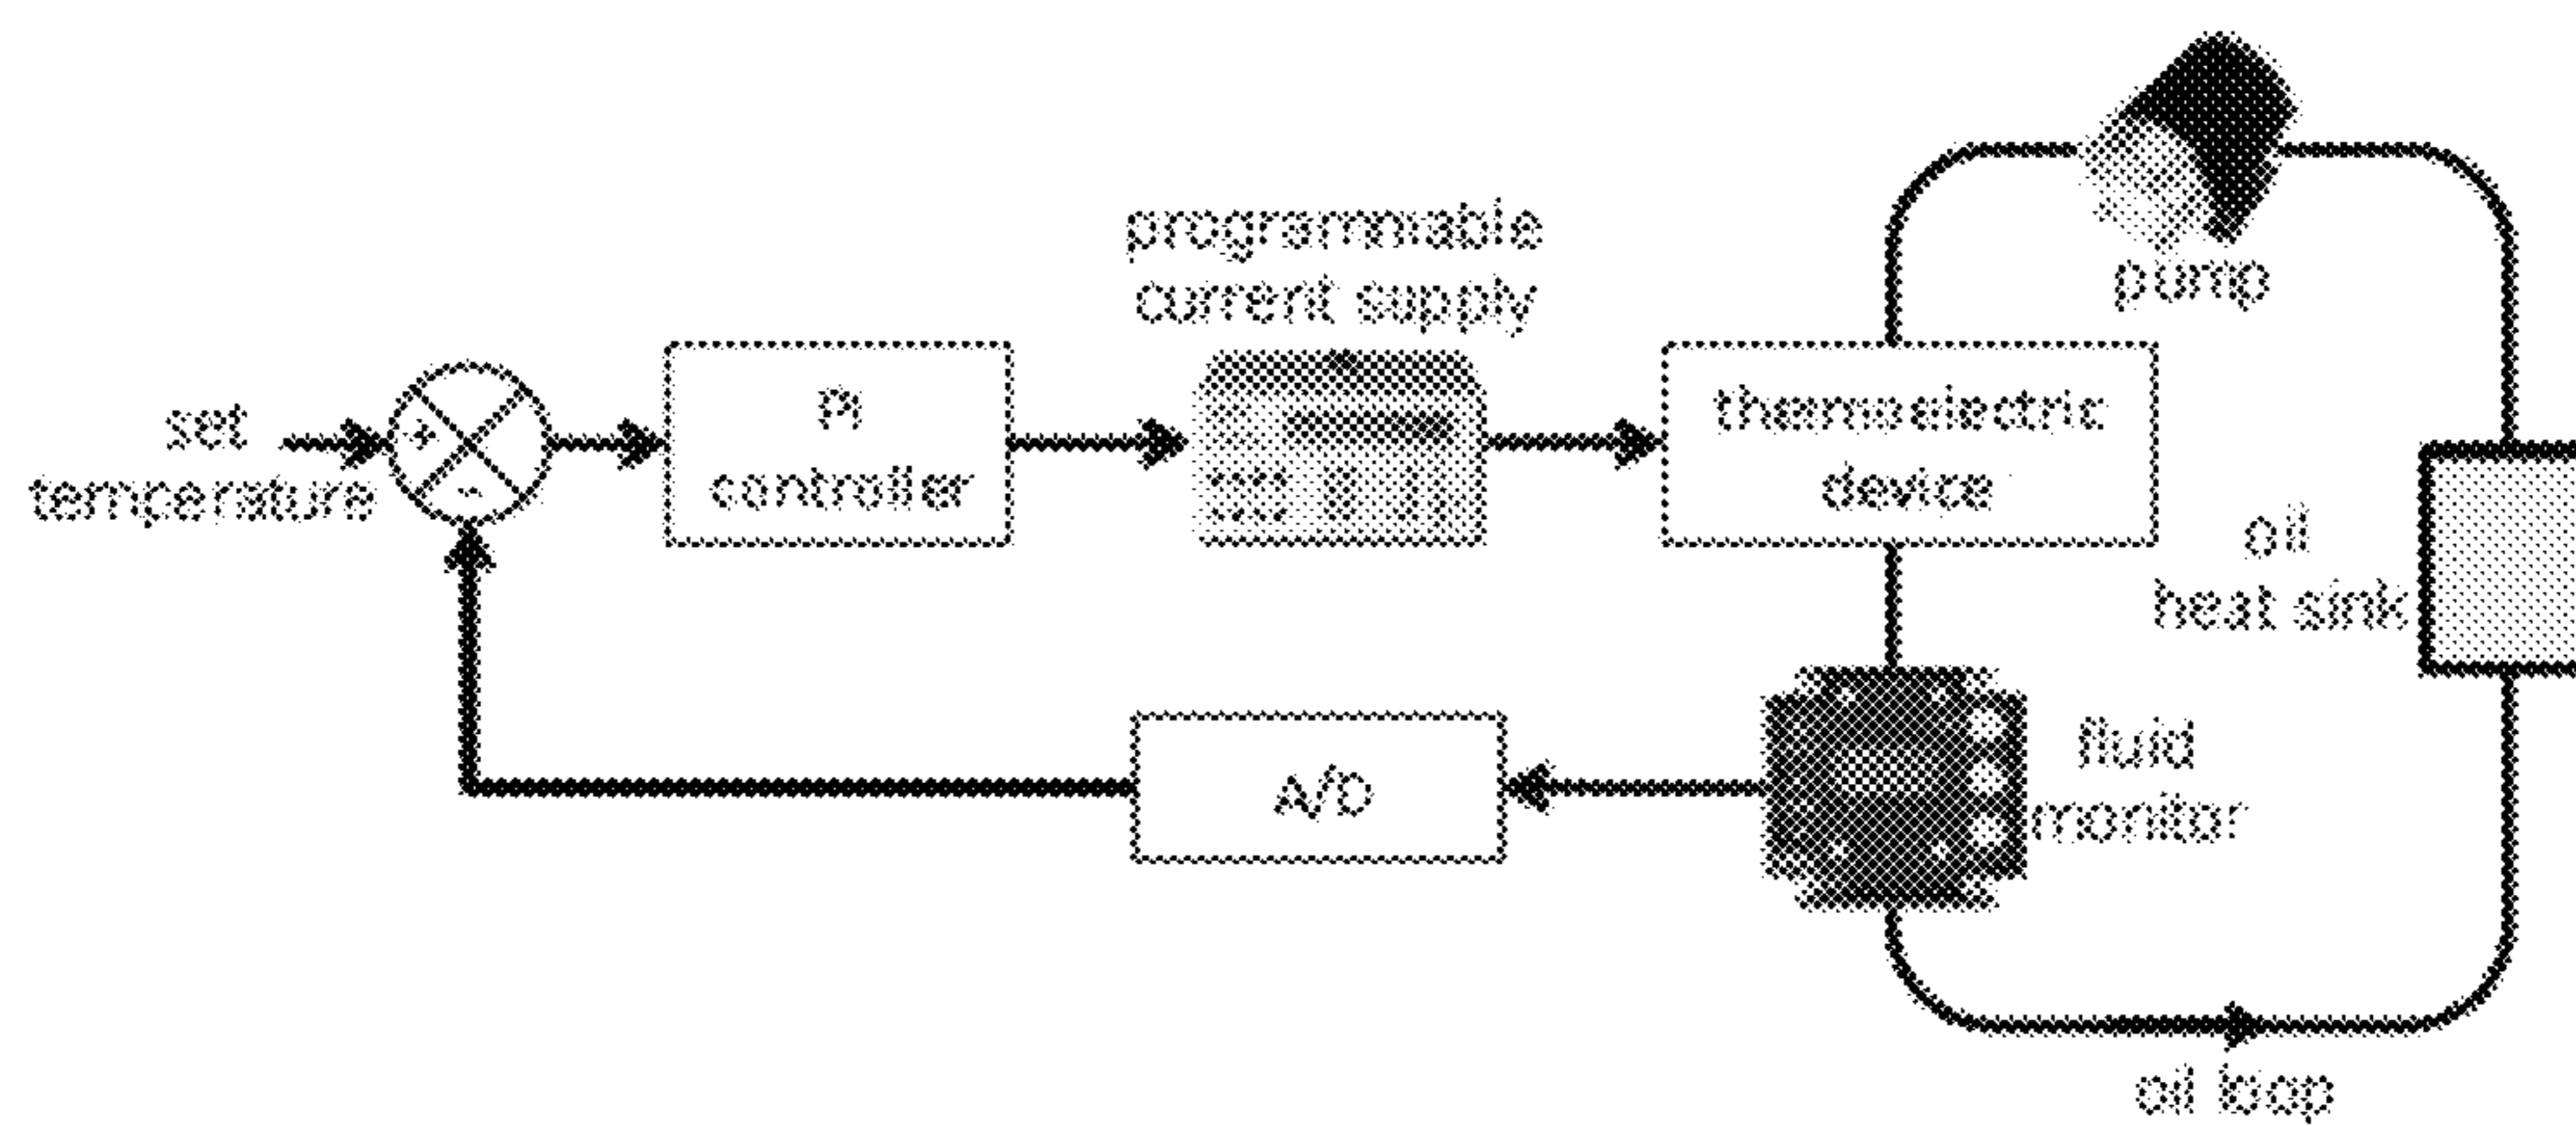 programmable
current supply
pump
set
temperature
+
-
PI
controller
thermoelectric
device
oil
heat sink
A/D
fluid
monitor
oil loop